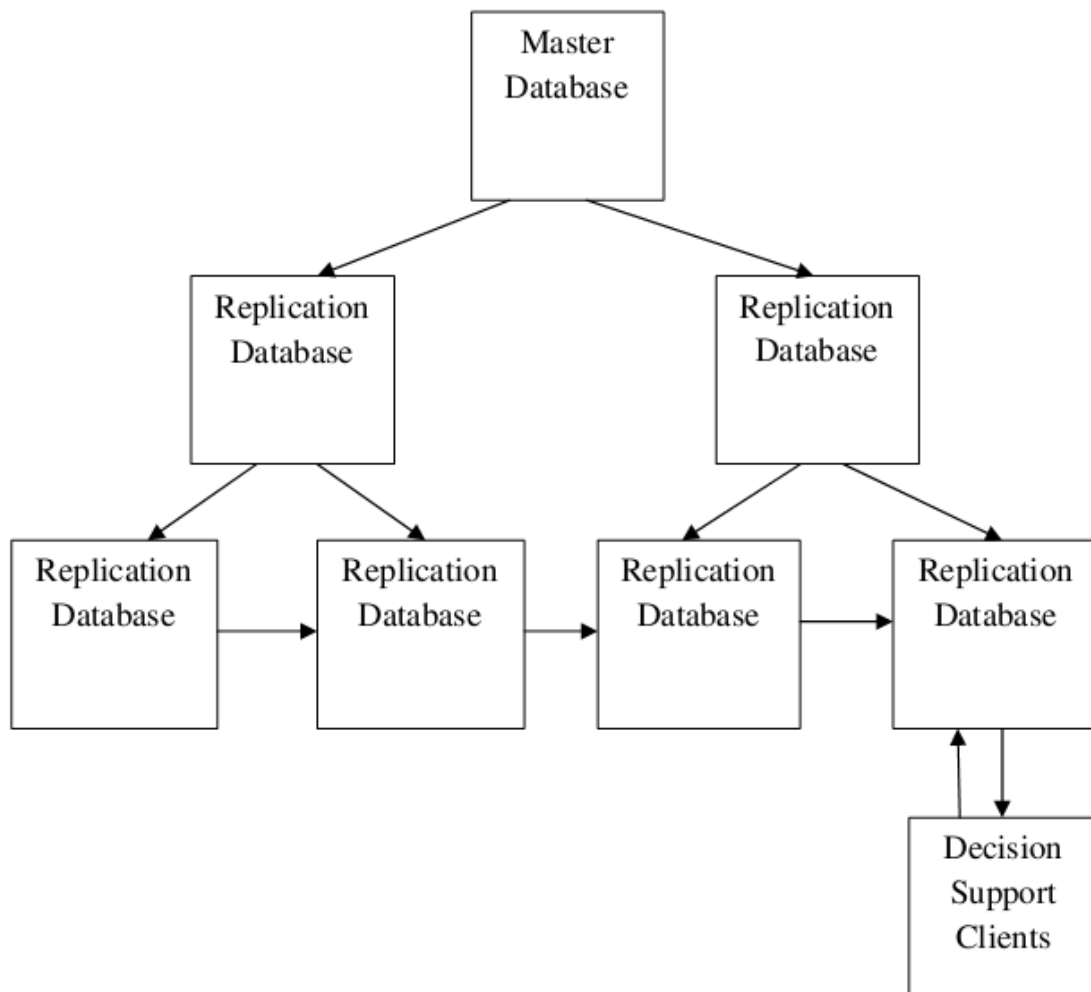 Master
Database
Replication
Database
Replication
Database
Replication
Database
Replication
Database
Replication
Database
Replication
Database
Decision
Support
Clients